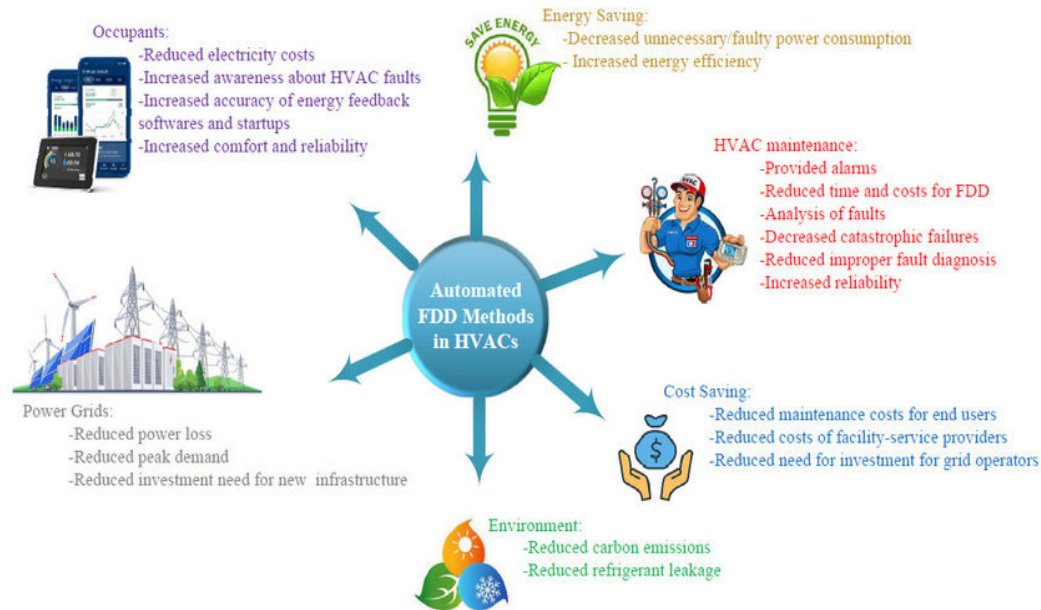 Occupants:
-Reduced electricity costs
-Increased awareness about HVAC faults
-Increased accuracy of energy feedback
softwares and startups
-Increased comfort and reliability
SAVE ENERGY
Energy Saving:
-Decreased unnecessary/faulty power consumption
- Increased energy efficiency
HVAC maintenance:
-Provided alarms
-Reduced time and costs for FDD
-Analysis of faults
-Decreased catastrophic failures
-Reduced improper fault diagnosis
-Increased reliability
HVAC
Automated
FDD Methods
in HVACs
Power Grids:
-Reduced power loss
-Reduced peak demand
-Reduced investment need for new infrastructure
Cost Saving:
-Reduced maintenance costs for end users
-Reduced costs of facility-service providers
-Reduced need for investment for grid operators
$
Environment:
-Reduced carbon emissions
-Reduced refrigerant leakage